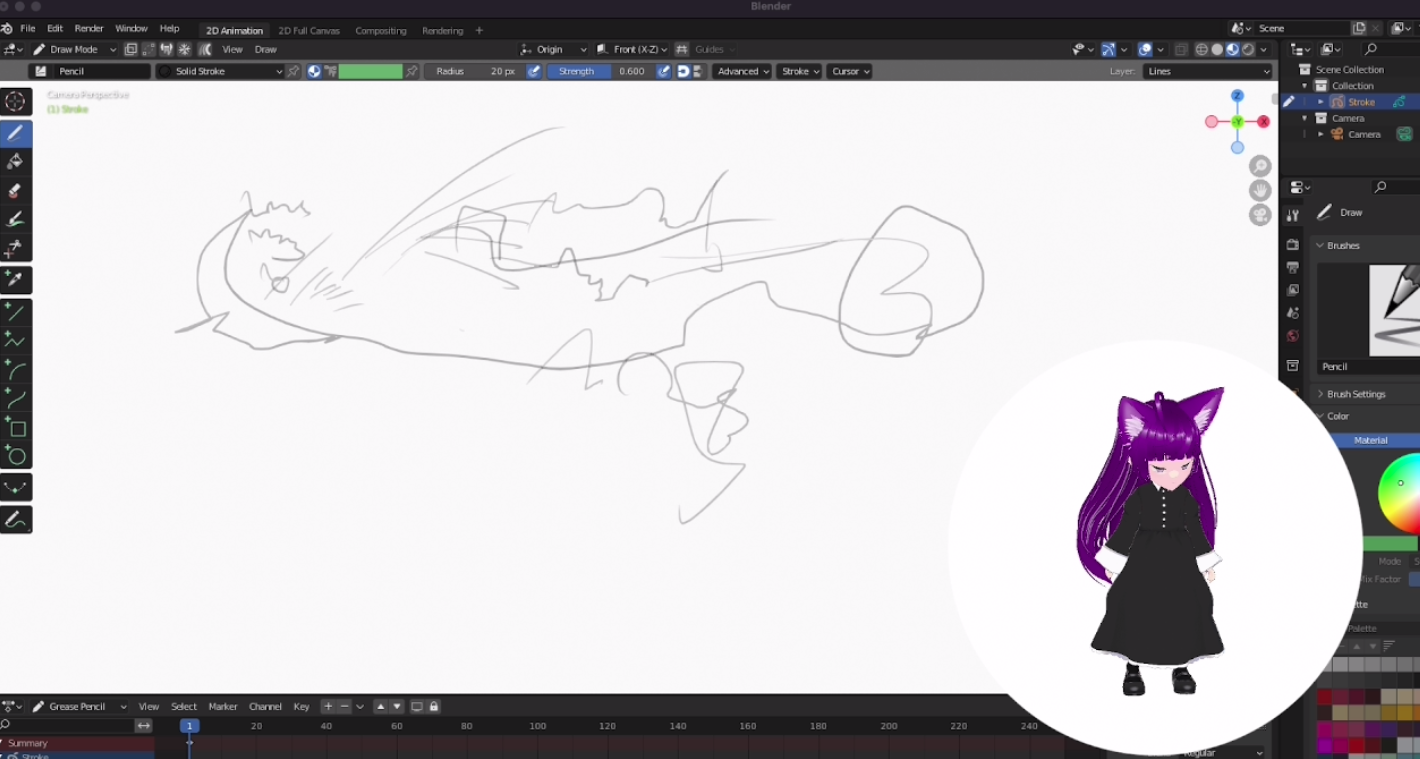 Blender
File Edit Render Window Help 2D Animation 2D Full Canvas Compositing Rendering + Scene
Draw Mode View Draw Origin Front (X-Z) Guides
Pencil Solid Stroke Radius 20 px Strength 0.600 Advanced Stroke Cursor Layer: Lines
Camera Perspective
(1) Stroke
Z
-Y
X
Scene Collection
Collection
Stroke
Camera
Camera
Draw
Brushes
Pencil
Brush Settings
Color
Material
Mode S
Mix Factor
Palette
Grease Pencil View Select Marker Channel Key
1 20 40 60 80 100 120 140 160 180 200 220 240
Summary
Stroke
Regular